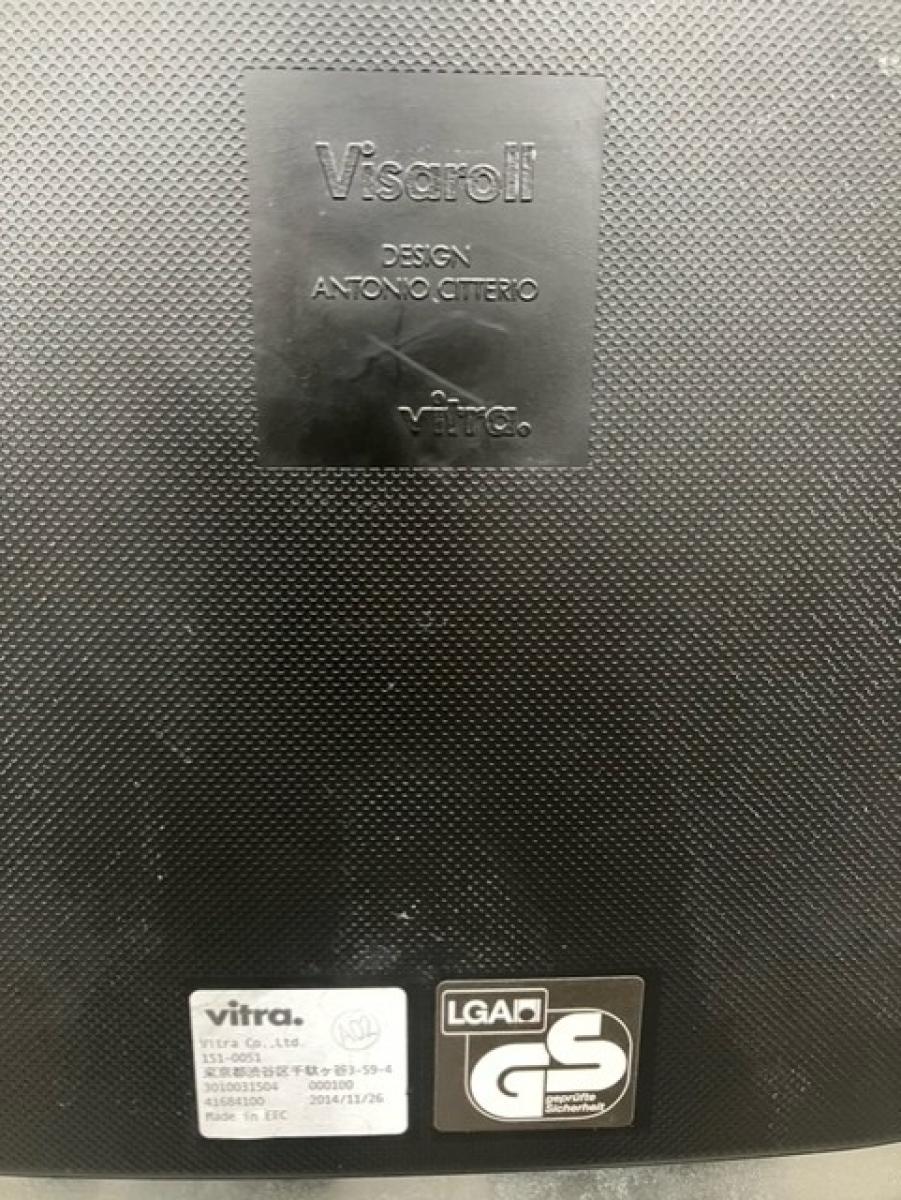 Visaroll
DESIGN
ANTONIO CITTERIO
vitra.
vitra.
A02
Vitra Co.,Ltd.
151-0051
東京都渋谷区千駄ヶ谷3-59-4
3010031504 000100
41684100 2014/11/26
Made in EEC
LGA
GS
geprüfte
Sicherheit